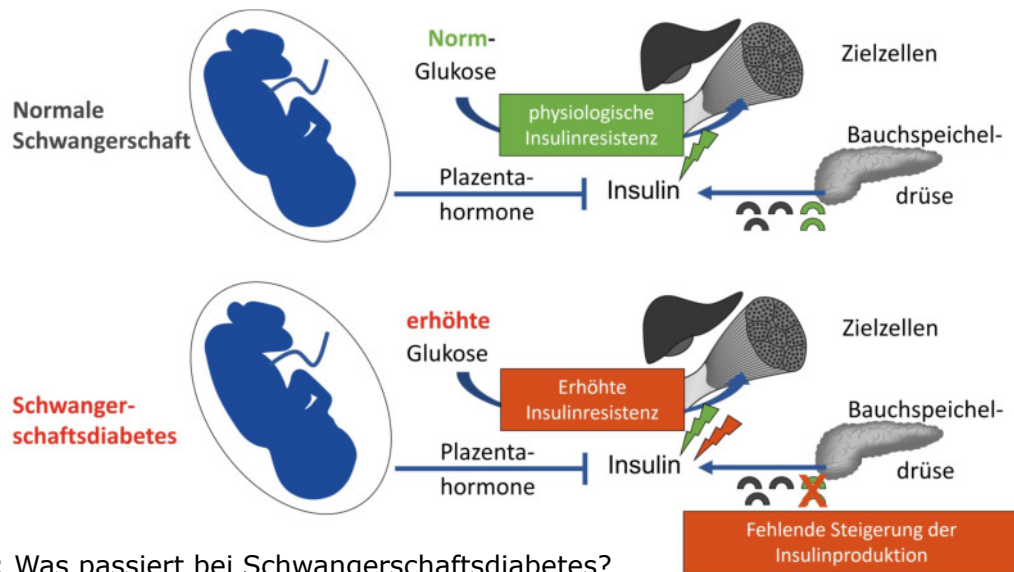 Norm-
Glukose
Zielzellen
Normale
Schwangerschaft
physiologische
Insulinresistenz
Bauchspeichel-
drüse
Plazenta-
hormone
Insulin
erhöhte
Glukose
Zielzellen
Erhöhte
Insulinresistenz
Schwanger-
schaftsdiabetes
Bauchspeichel-
drüse
Plazenta-
hormone
Insulin
Fehlende Steigerung der
Insulinproduktion
: Was passiert bei Schwangerschaftsdiabetes?